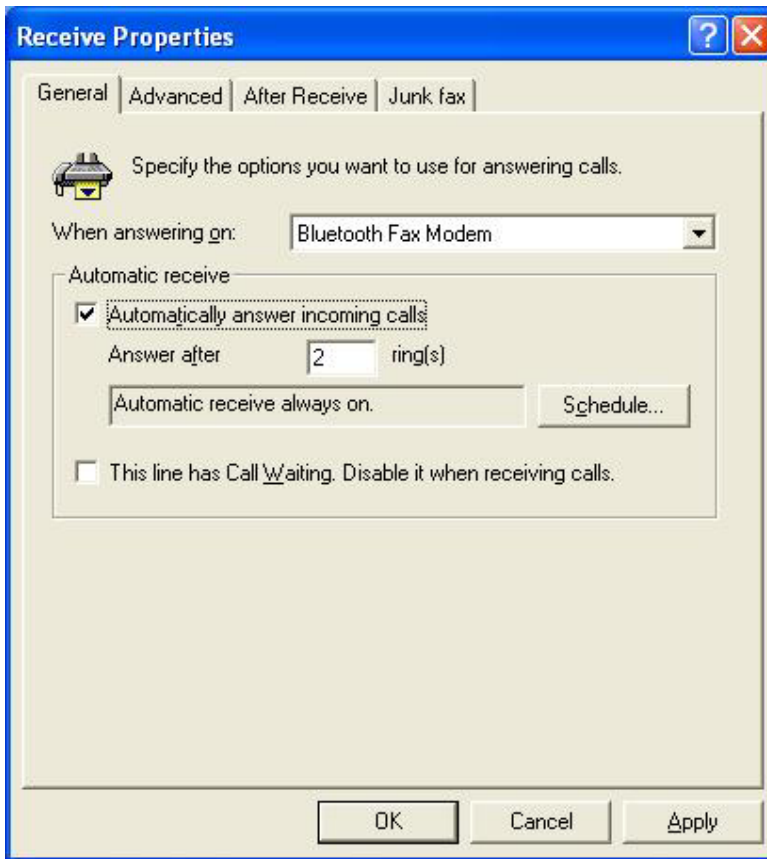 Receive Properties
?
General
Advanced
After Receive
Junk fax
Specify the options you want to use for answering calls.
When answering on: Bluetooth Fax Modem
Automatic receive
Automatically answer incoming calls
Answer after 2 ring(s)
Automatic receive always on. Schedule...
This line has Call Waiting. Disable it when receiving calls.
OK Cancel Apply